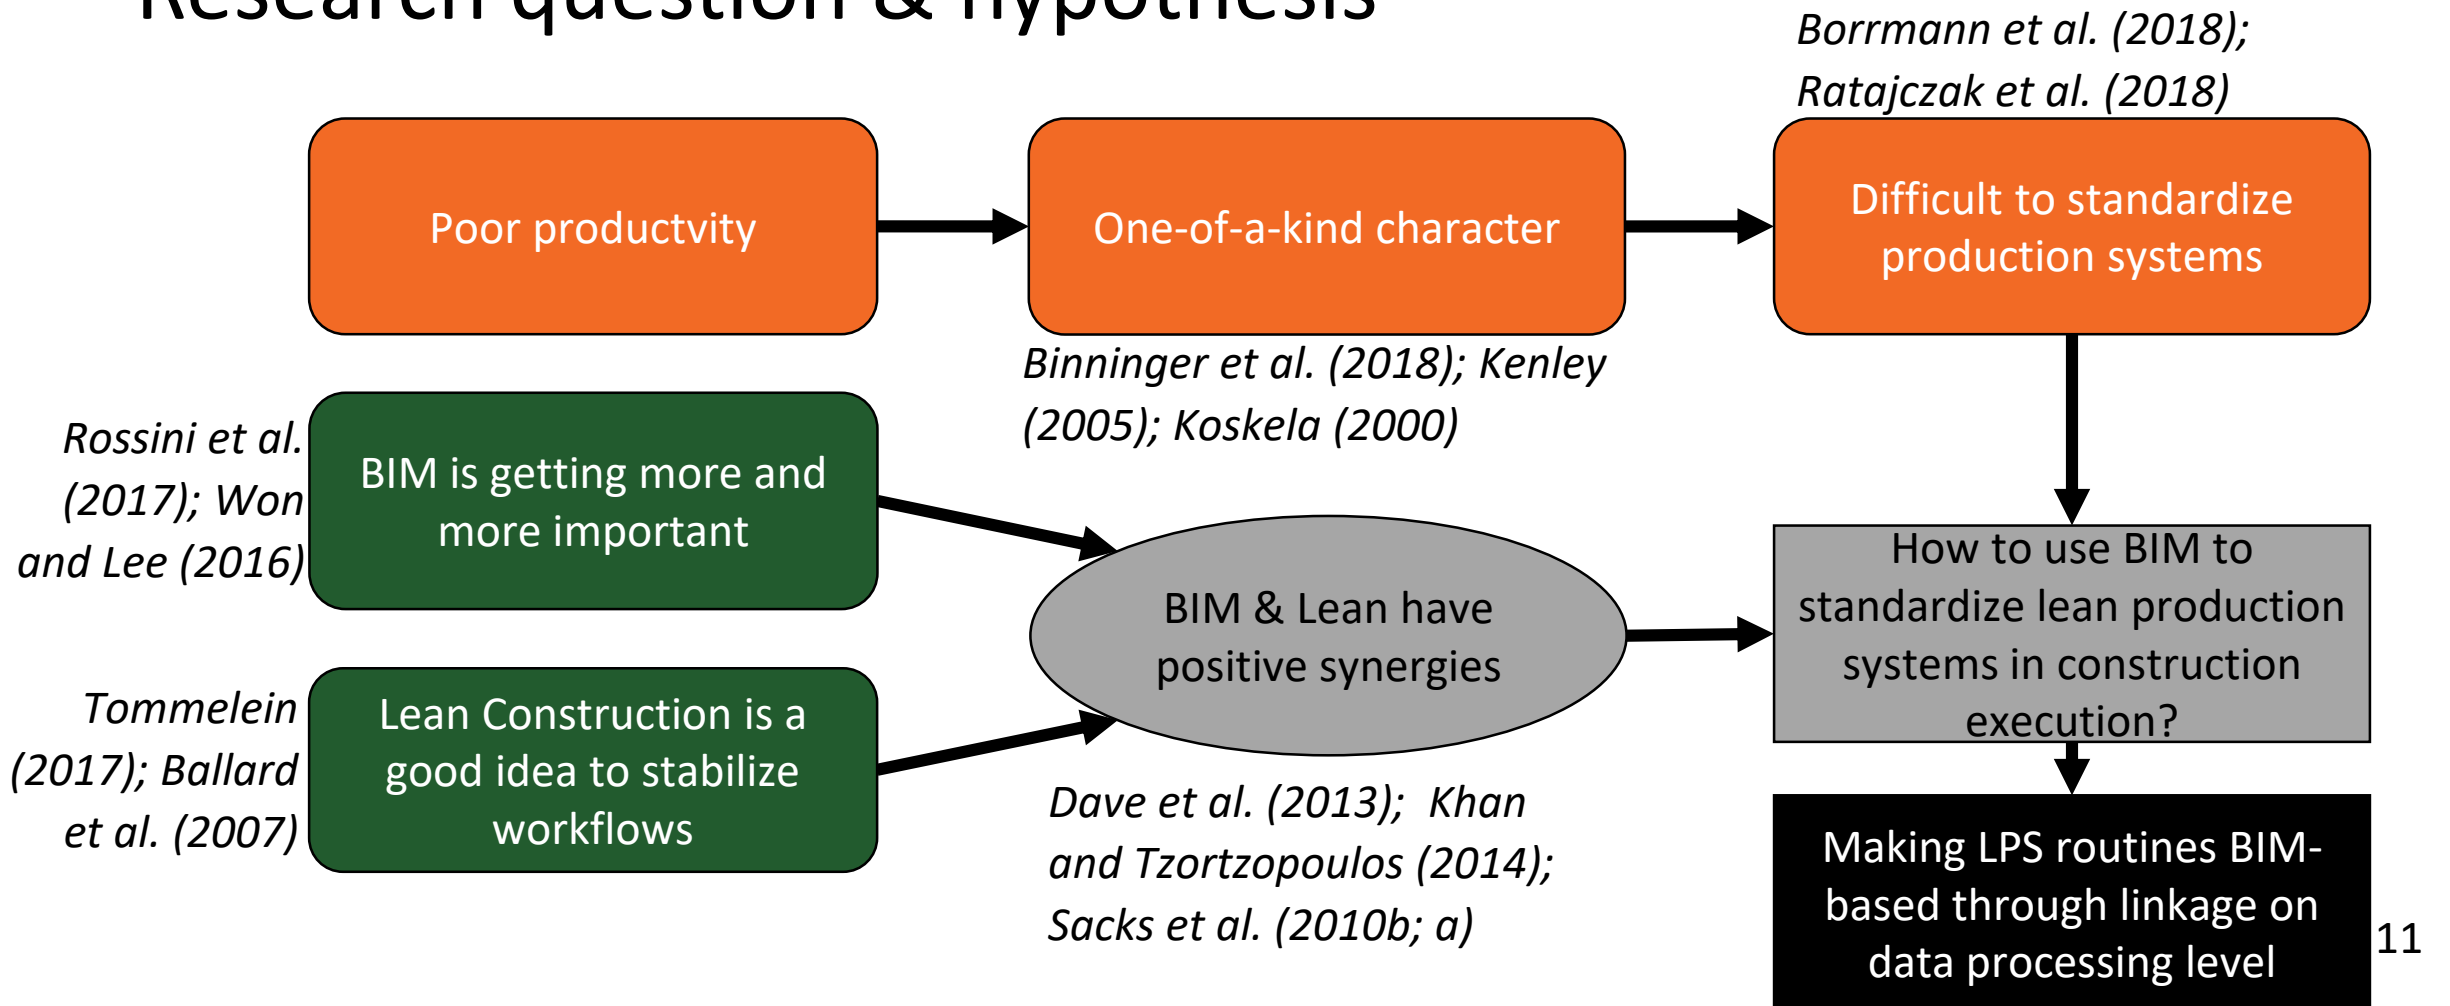 Research question & hypothesis
Borrmann et al. (2018);
Ratajczak et al. (2018)
Poor productvity
One-of-a-kind character
Difficult to standardize
production systems
Binninger et al. (2018); Kenley
(2005); Koskela (2000)
Rossini et al.
(2017); Won
and Lee (2016)
BIM is getting more and
more important
BIM & Lean have
positive synergies
How to use BIM to
standardize lean production
systems in construction
execution?
Tommelein
(2017); Ballard
et al. (2007)
Lean Construction is a
good idea to stabilize
workflows
Dave et al. (2013);  Khan
and Tzortzopoulos (2014);
Sacks et al. (2010b; a)
Making LPS routines BIM-
based through linkage on
data processing level
11